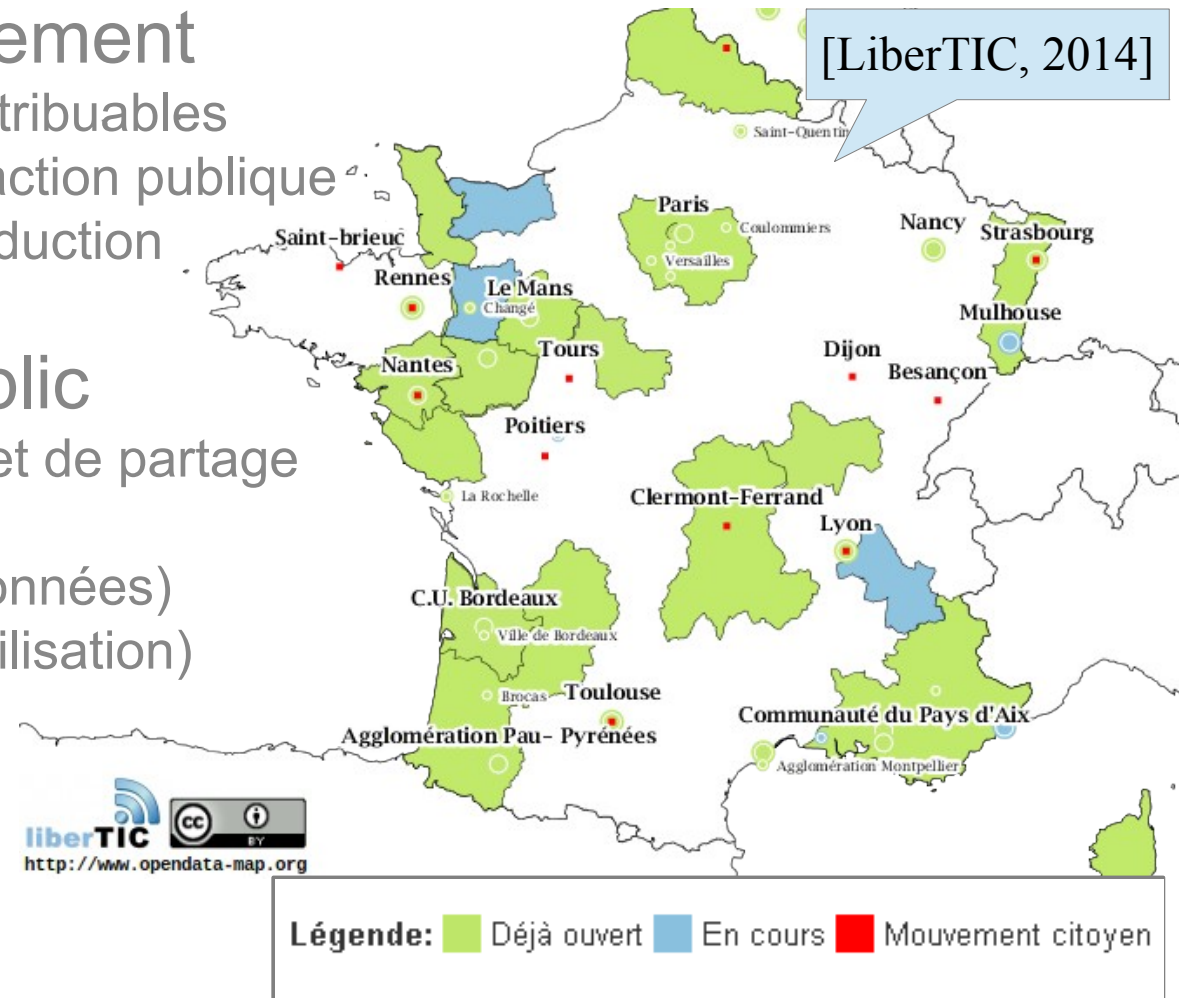 ement
tribuables
action publique
duction
blic
et de partage
onnées)
ilisation)
[LiberTIC, 2014]
Saint-Quentin
Paris
Coulommiers
Versailles
Nancy
Strasbourg
Saint-brieuc
Rennes
Le Mans
Changé
Mulhouse
Nantes
Tours
Dijon
Besançon
Poitiers
La Rochelle
Clermont-Ferrand
Lyon
C.U. Bordeaux
Ville de Bordeaux
Brocas
Toulouse
Communauté du Pays d'Aix
Agglomération Pau- Pyrénées
Agglomération Montpellier
liberTIC
cc
BY
http://www.opendata-map.org
Légende: Déjà ouvert En cours Mouvement citoyen